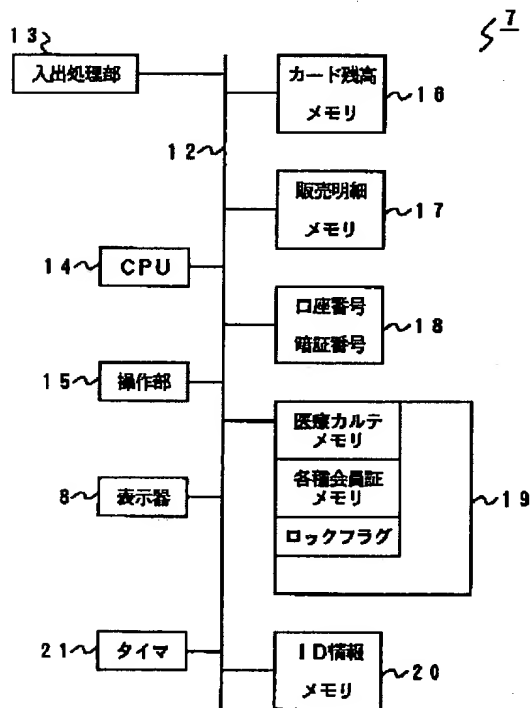 7
13
入出処理部
カード残高
メモリ
16
12
販売明細
メモリ
17
14
CPU
口座番号
暗証番号
18
15
操作部
医療カルテ
メモリ
各種会員証
メモリ
ロックフラグ
19
8
表示器
21
タイマ
ID情報
メモリ
20